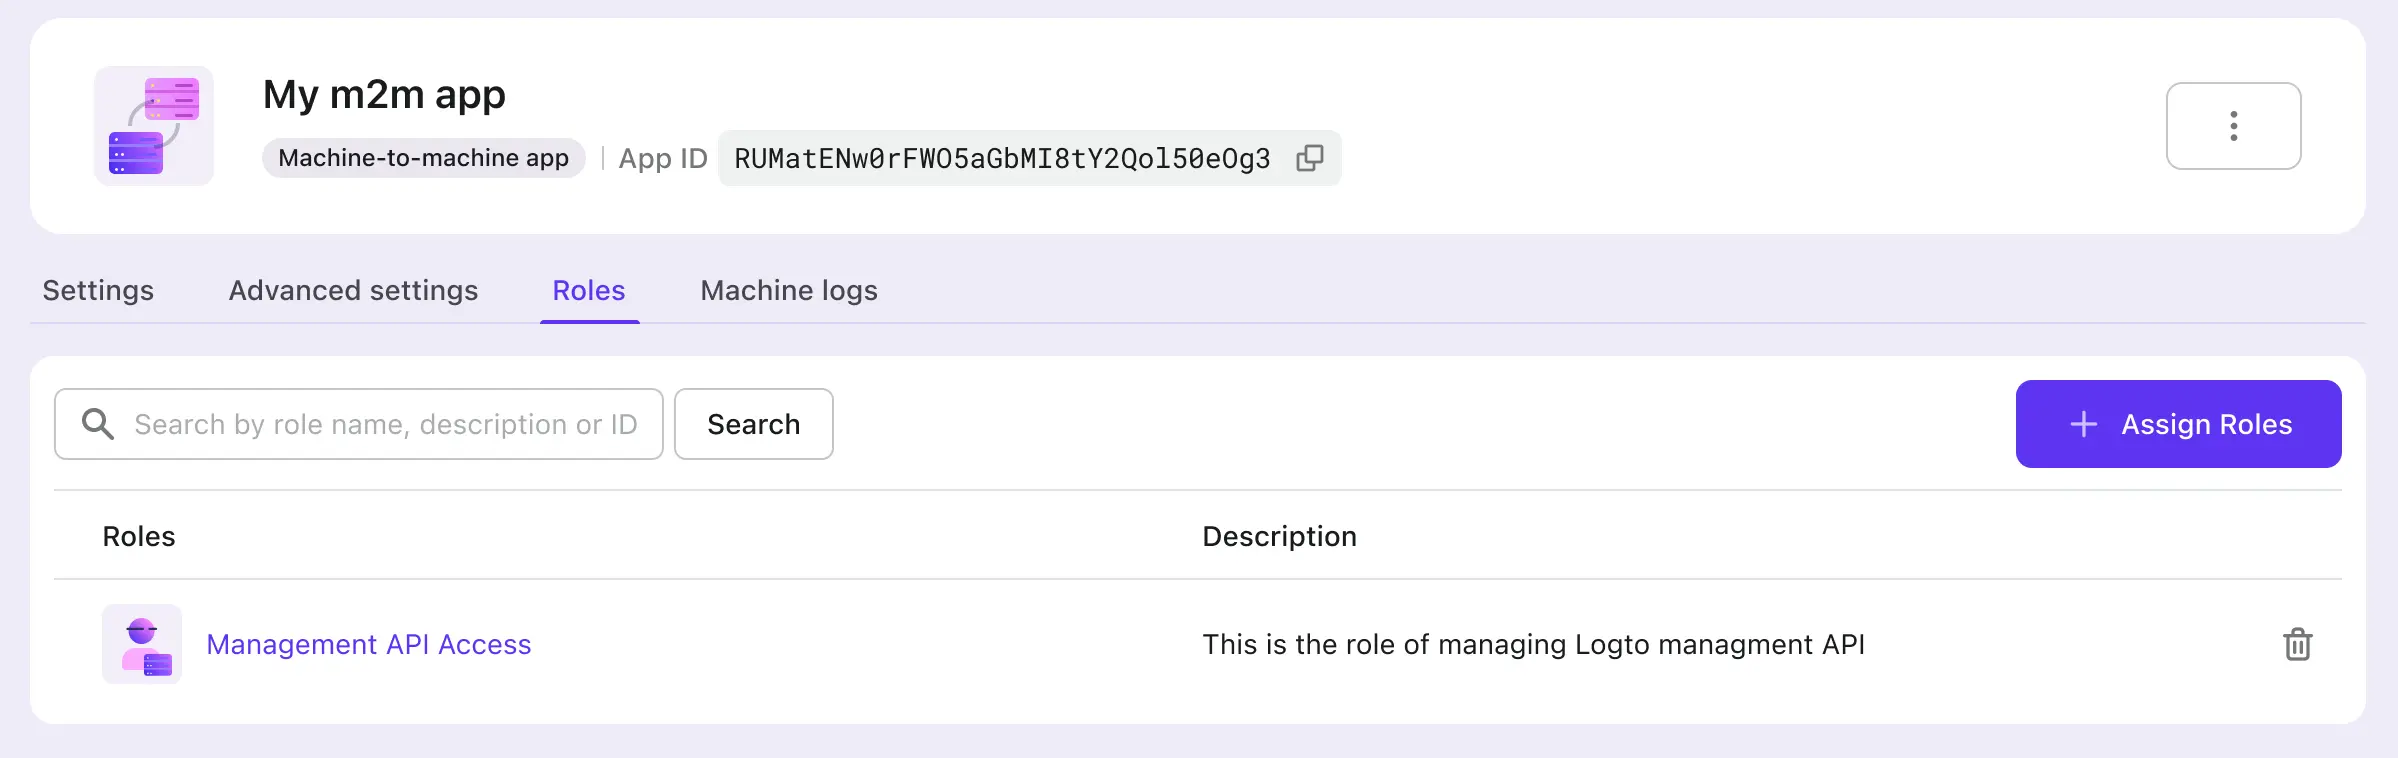 My m2m app
Machine-to-machine app | App ID RUMatENw0rFWO5aGbMI8tY2Qol50eOg3
Settings Advanced settings Roles Machine logs
Search by role name, description or ID Search + Assign Roles
Roles Description
Management API Access This is the role of managing Logto managment API